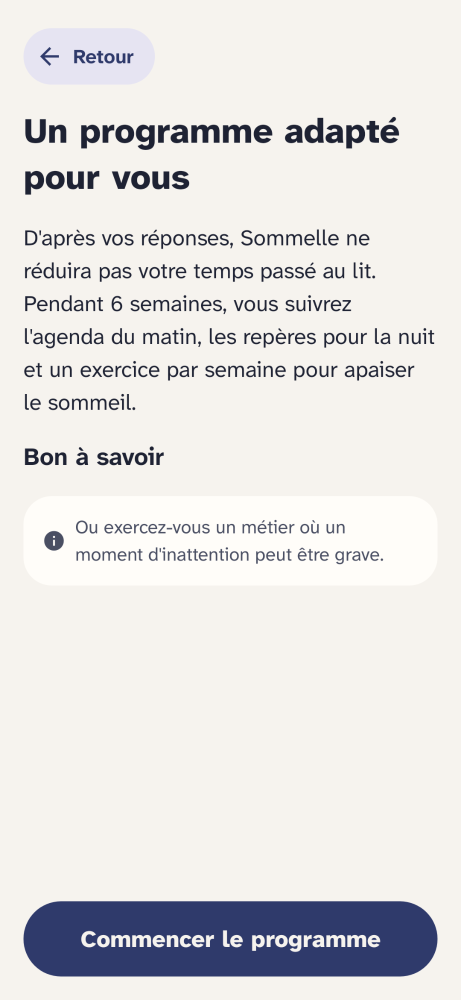 Retour
Un programme adapté
pour vous
D'après vos réponses, Sommelle ne
réduira pas votre temps passé au lit.
Pendant 6 semaines, vous suivrez
l'agenda du matin, les repères pour la nuit
et un exercice par semaine pour apaiser
le sommeil.
Bon à savoir
Ou exercez-vous un métier où un
moment d'inattention peut être grave.
Commencer le programme